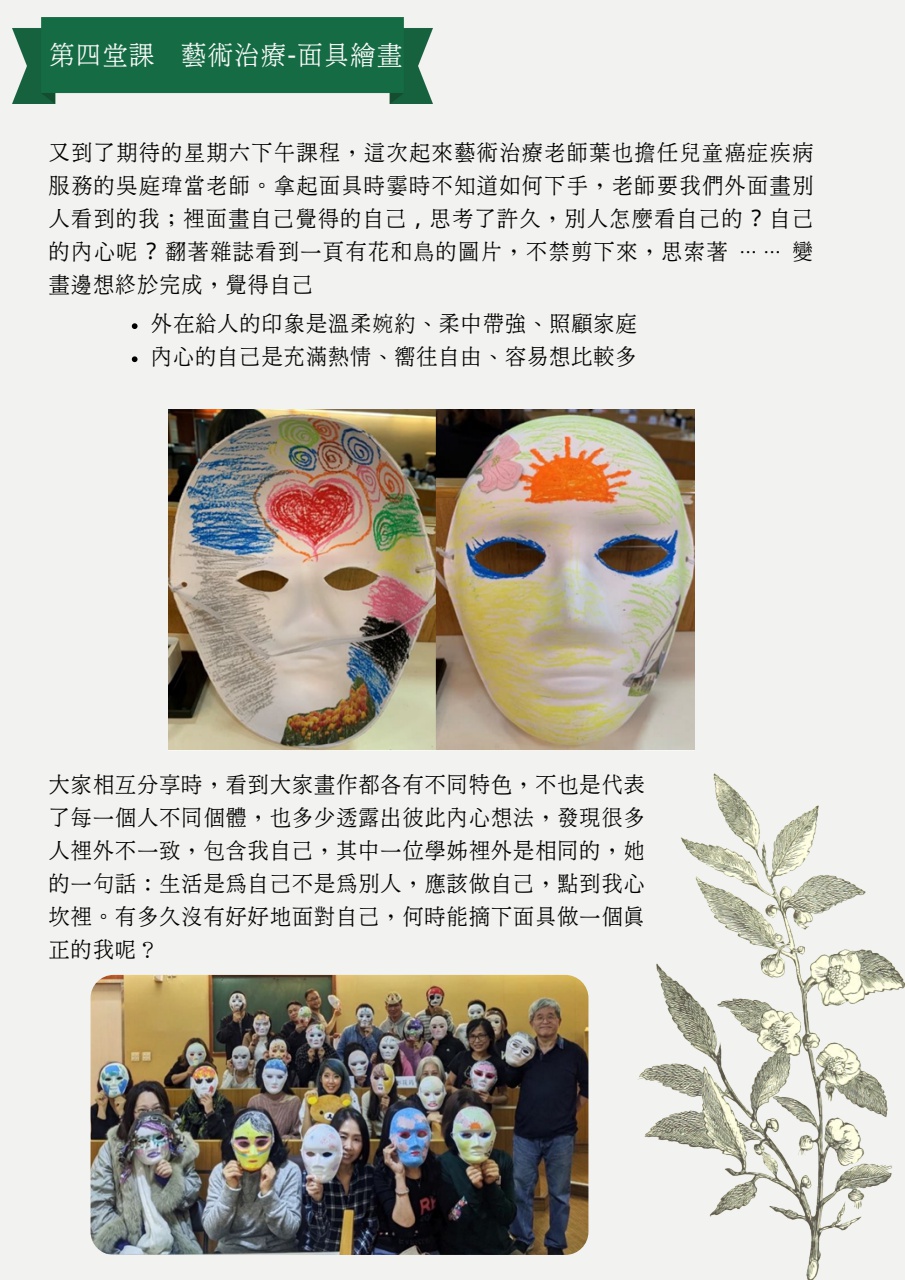 第四堂課　藝術治療-面具繪畫
又到了期待的星期六下午課程，這次起來藝術治療老師葉也擔任兒童癌症疾病
服務的吳庭瑋當老師。拿起面具時霎時不知道如何下手，老師要我們外面畫別
人看到的我；裡面畫自己覺得的自己，思考了許久，別人怎麼看自己的？自己
的內心呢？翻著雜誌看到一頁有花和鳥的圖片，不禁剪下來，思索著 …… 變
畫邊想終於完成，覺得自己
• 外在給人的印象是溫柔婉約、柔中帶強、照顧家庭
• 內心的自己是充滿熱情、嚮往自由、容易想比較多
大家相互分享時，看到大家畫作都各有不同特色，不也是代表
了每一個人不同個體，也多少透露出彼此內心想法，發現很多
人裡外不一致，包含我自己，其中一位學姊裡外是相同的，她
的一句話：生活是爲自己不是爲別人，應該做自己，點到我心
坎裡。有多久沒有好好地面對自己，何時能摘下面具做一個眞
正的我呢？